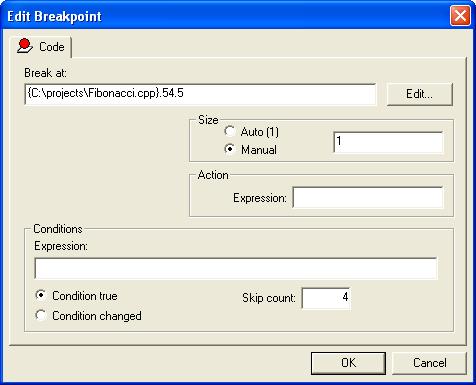 Edit Breakpoint
Code
Break at:
{C:\projects\Fibonacci.cpp}.54.5
Edit...
Size
Auto (1)
Manual
1
Action
Expression:
Conditions
Expression:
Condition true
Skip count: 4
Condition changed
OK Cancel